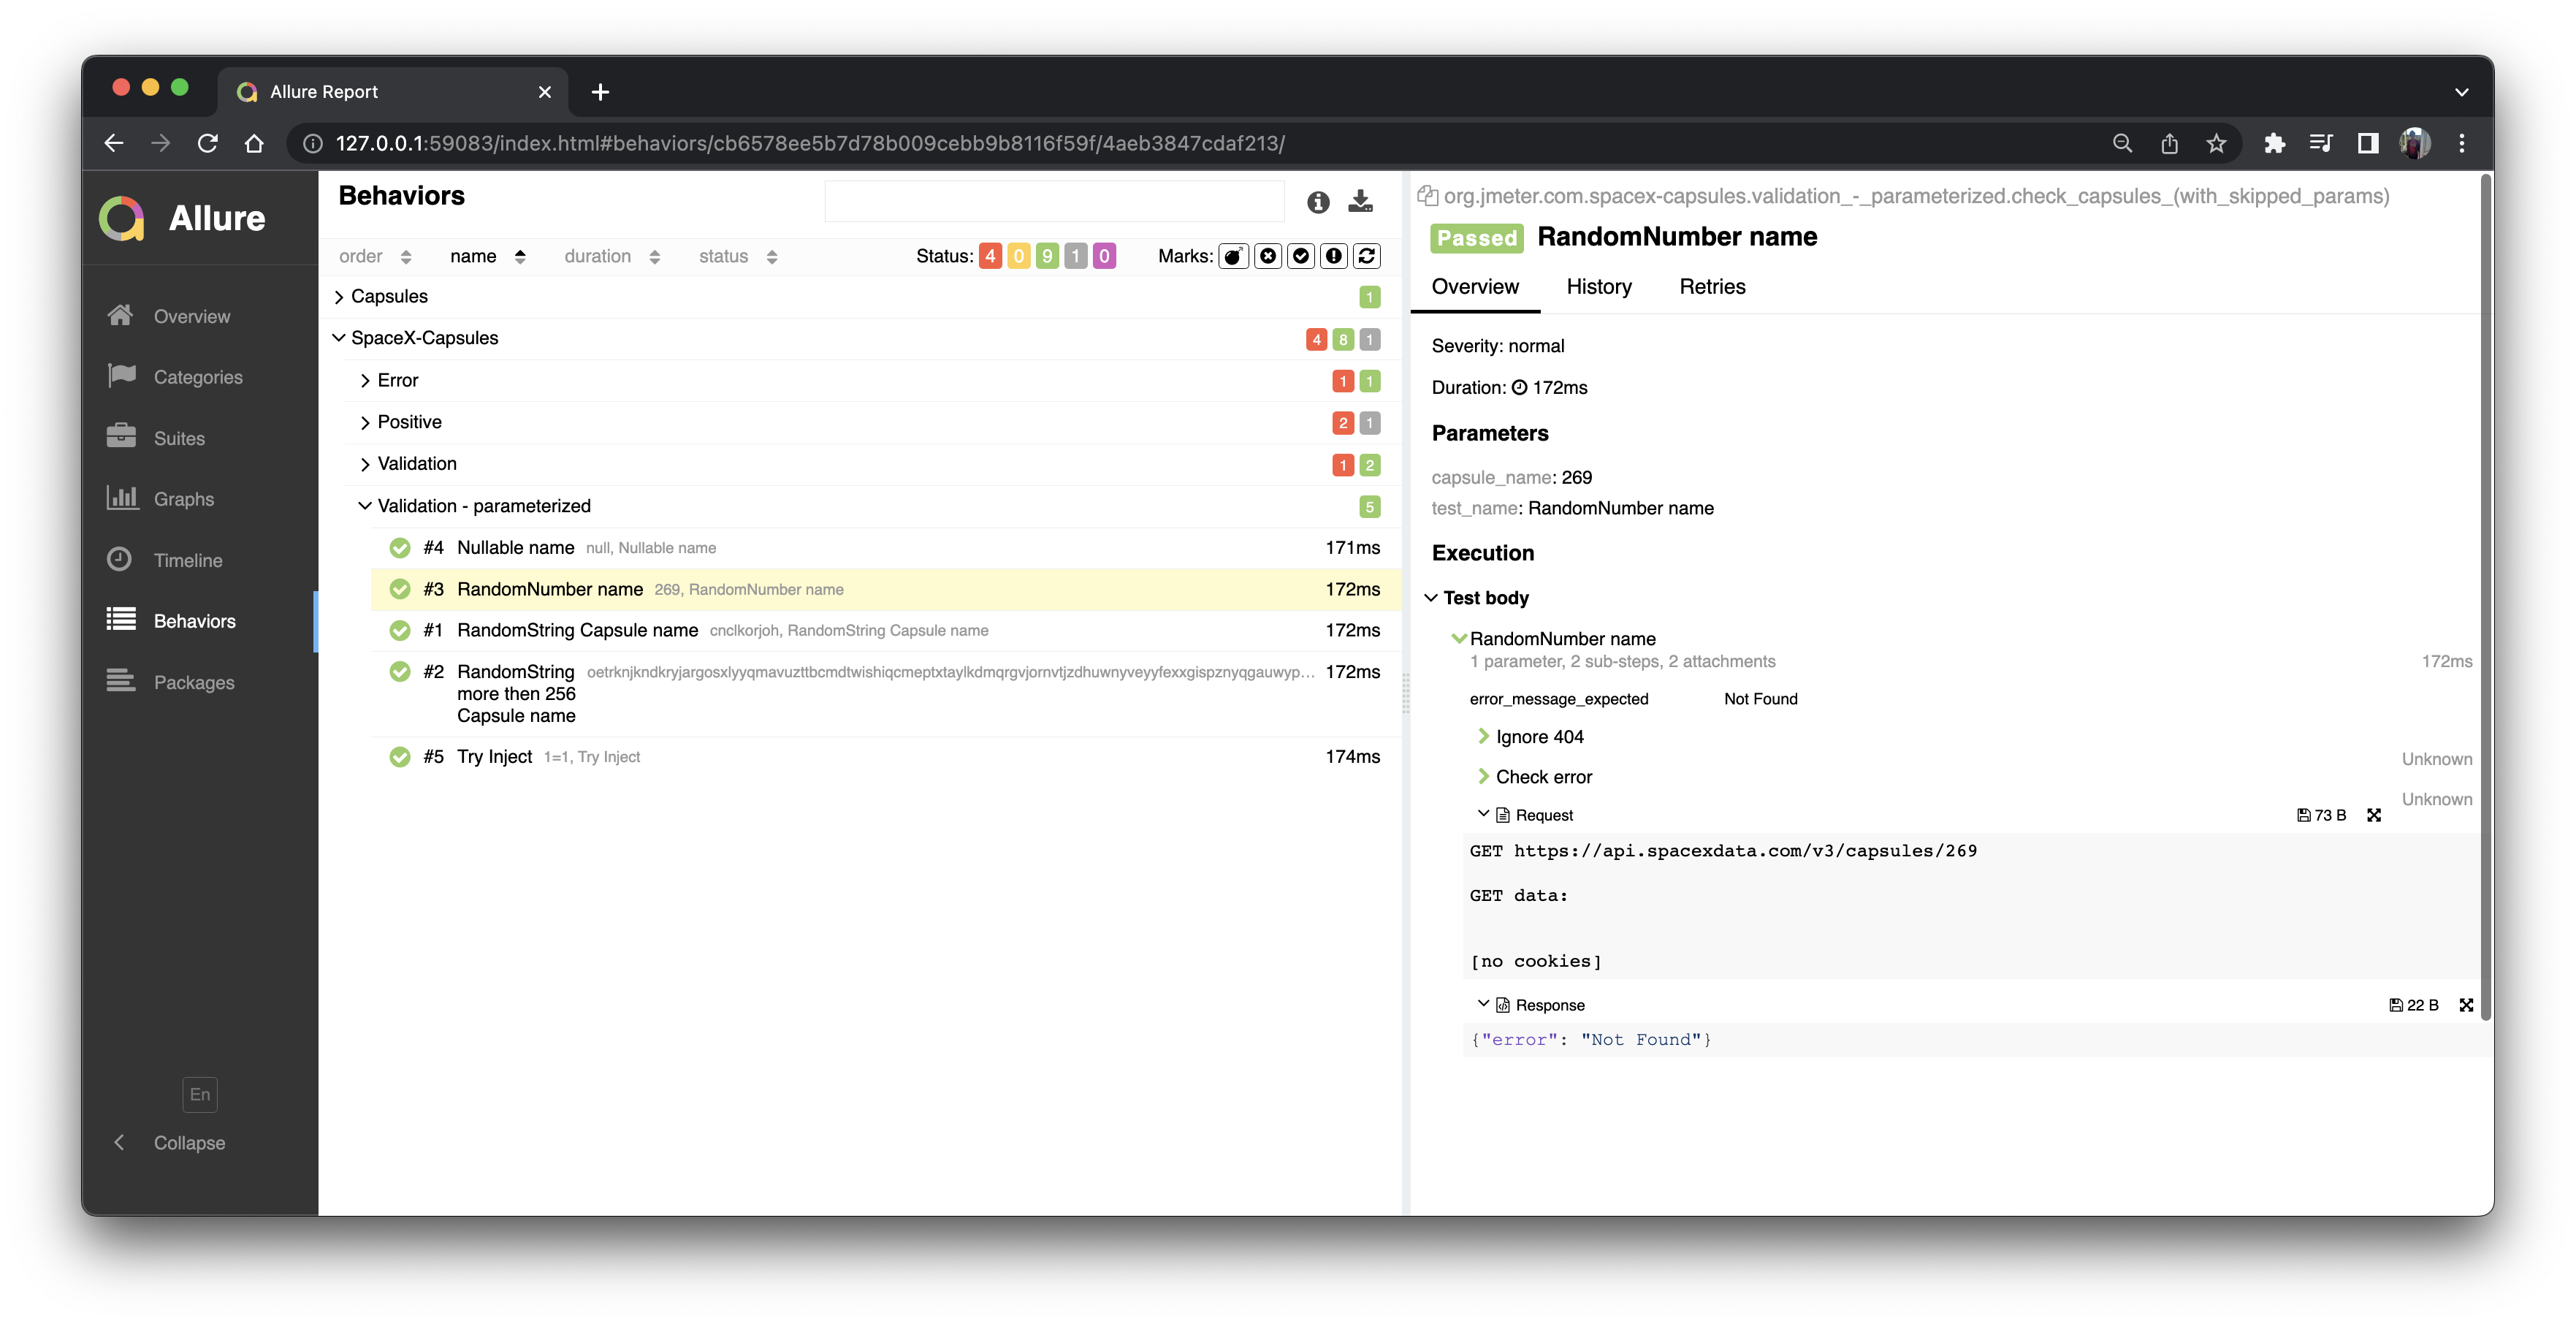 Allure Report
127.0.0.1:59083/index.html#behaviors/cb6578ee5b7d78b009cebb9b8116f59f/4aeb3847cdaf213/
Allure
Overview
Categories
Suites
Graphs
Timeline
Behaviors
Packages
En
Collapse
Behaviors
order name duration status Status: 4 0 9 1 0 Marks:
Capsules 1
SpaceX-Capsules 4 8 1
Error 1 1
Positive 2 1
Validation 1 2
Validation - parameterized 5
#4 Nullable name null, Nullable name 171ms
#3 RandomNumber name 269, RandomNumber name 172ms
#1 RandomString Capsule name cnclkorjoh, RandomString Capsule name 172ms
#2 RandomString oetrknjkndkryjargosxlyyqmavuzttbcmdtwishiqcmeptxtaylkdmqrgvjornvtjzdhuwnyveyyfexxgispznyqgauwyp... 172ms
more then 256
Capsule name
#5 Try Inject 1=1, Try Inject 174ms
org.jmeter.com.spacex-capsules.validation_-_parameterized.check_capsules_(with_skipped_params)
Passed RandomNumber name
Overview History Retries
Severity: normal
Duration: 172ms
Parameters
capsule_name: 269
test_name: RandomNumber name
Execution
Test body
RandomNumber name
1 parameter, 2 sub-steps, 2 attachments 172ms
error_message_expected Not Found
Ignore 404
Unknown
Check error
Unknown
Request 73 B
GET https://api.spacexdata.com/v3/capsules/269
GET data:
[no cookies]
Response 22 B
{"error": "Not Found"}